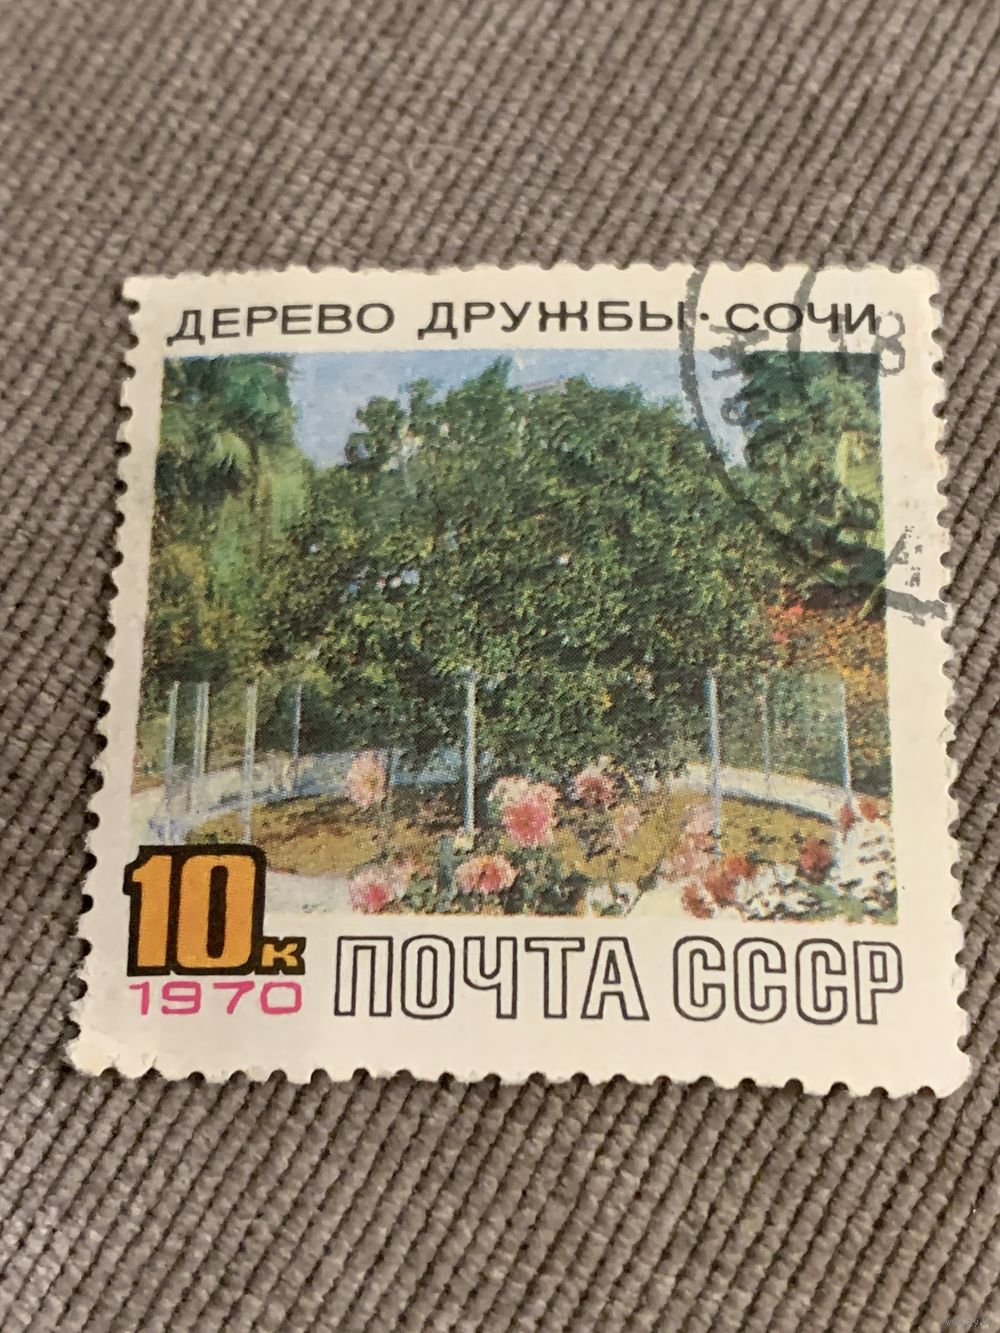 ДЕРЕВО ДРУЖБЫ · СОЧИ
10к
1970
ПОЧТА СССР